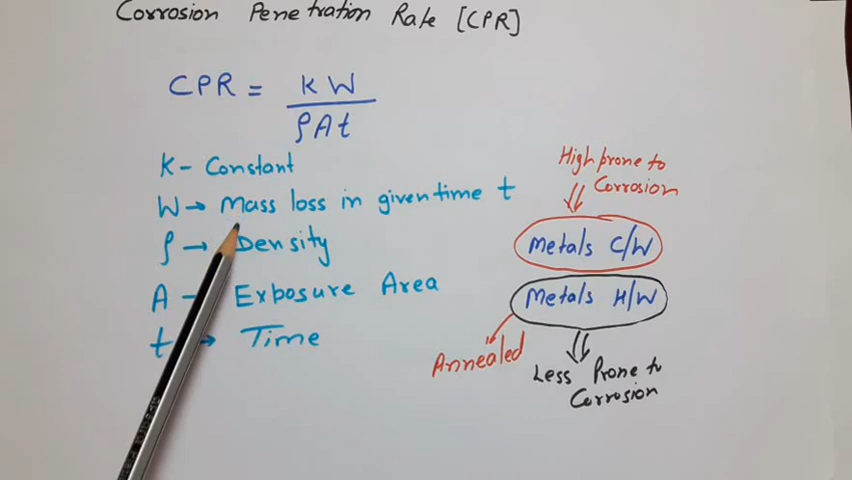 Corrosion Penetration Rate [CPR]
CPR = KW
ρAt
K - Constant
W → Mass loss in given time t
ρ → Density
A - Exposure Area
t → Time
High prone to
Corrosion
Metals C/W
Metals H/W
Annealed
Less Prone to
Corrosion